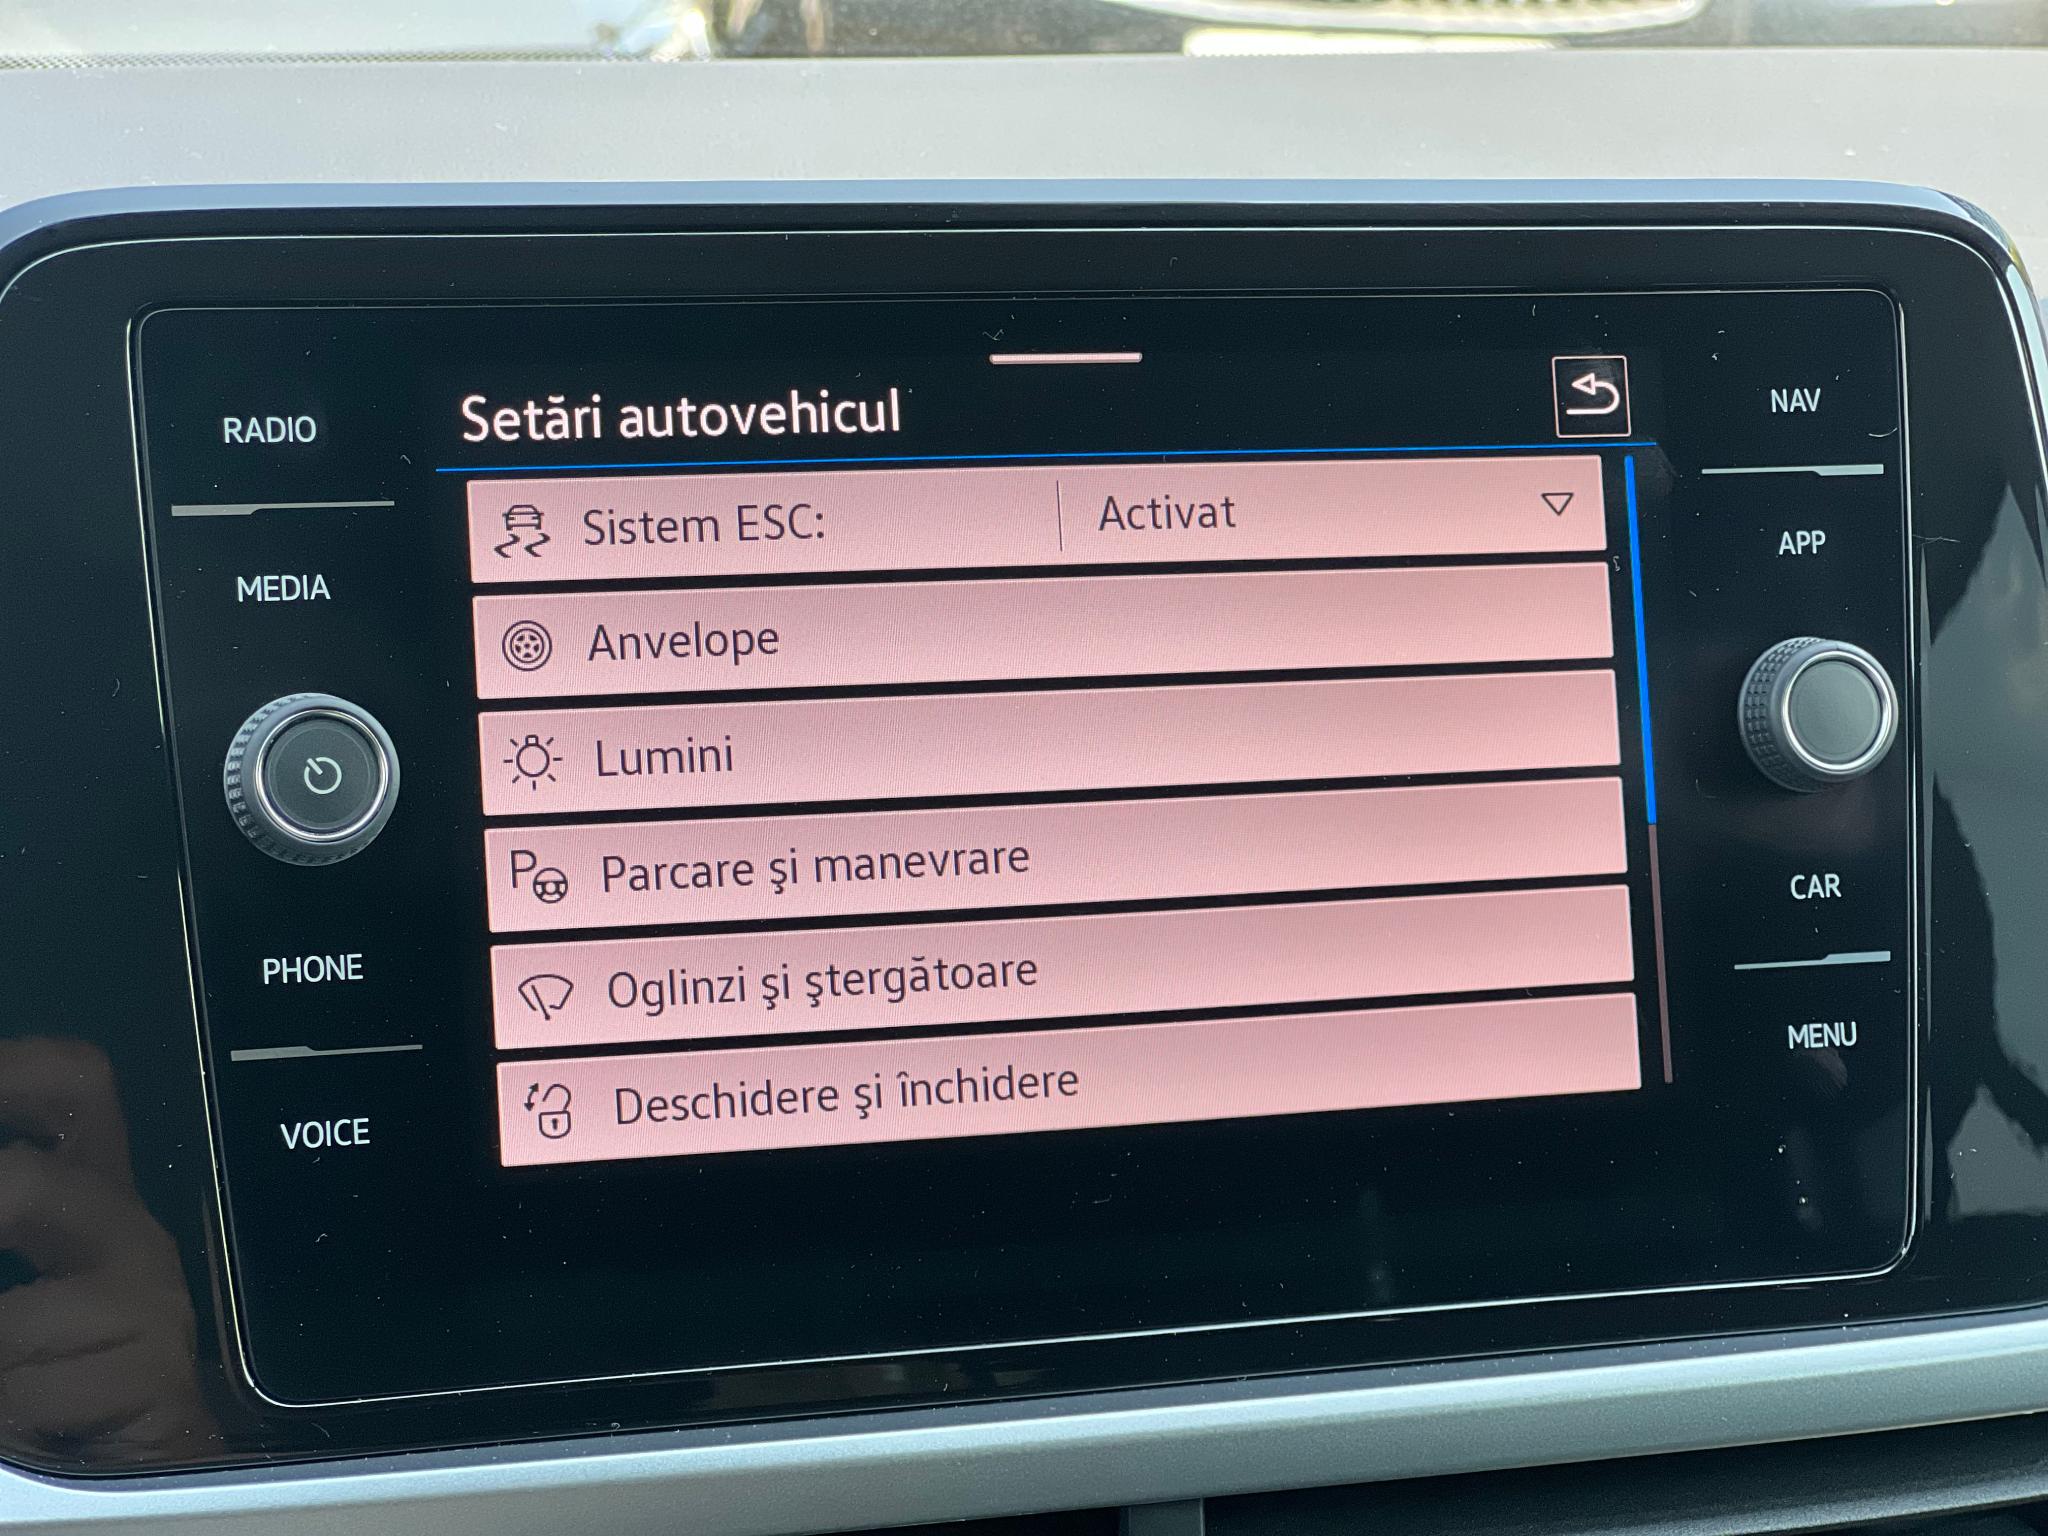 RADIO
MEDIA
PHONE
VOICE
Setări autovehicul
Sistem ESC: Activat
Anvelope
Lumini
P Parcare şi manevrare
Oglinzi şi ştergătoare
Deschidere şi închidere
NAV
APP
CAR
MENU